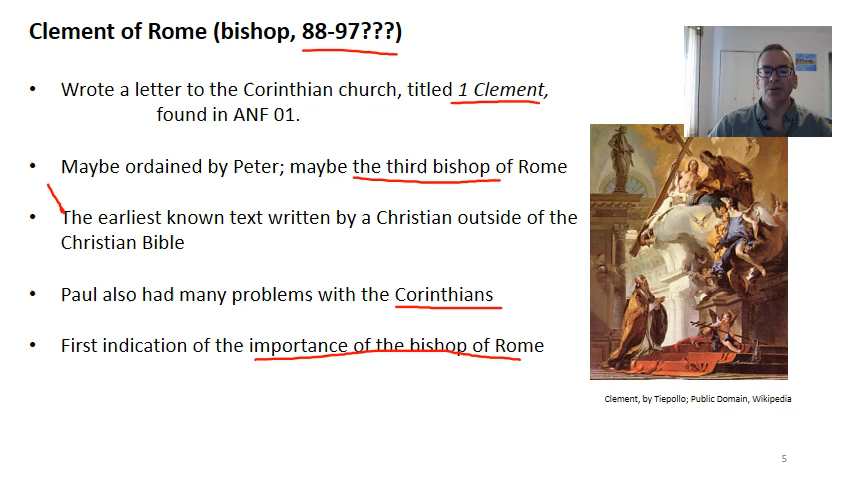 Clement of Rome (bishop, 88-97???)
• Wrote a letter to the Corinthian church, titled 1 Clement,
found in ANF 01.
• Maybe ordained by Peter; maybe the third bishop of Rome
• The earliest known text written by a Christian outside of the
Christian Bible
• Paul also had many problems with the Corinthians
• First indication of the importance of the bishop of Rome
Clement, by Tiepollo; Public Domain, Wikipedia
5